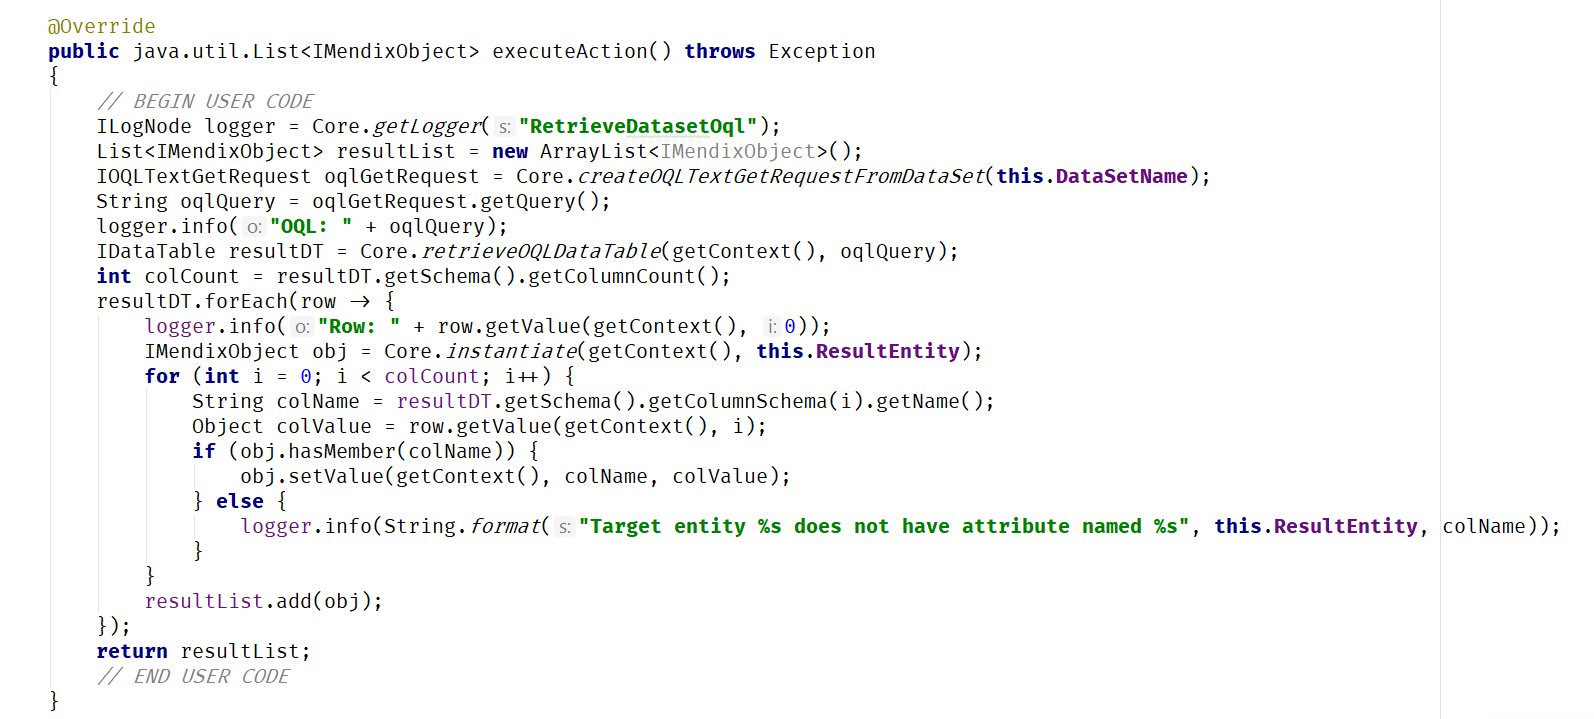 @Override
public java.util.List<IMendixObject> executeAction() throws Exception
{
// BEGIN USER CODE
ILogNode logger = Core.getLogger( s: "RetrieveDatasetOql");
List<IMendixObject> resultList = new ArrayList<IMendixObject>();
IOQLTextGetRequest oqlGetRequest = Core.createOQLTextGetRequestFromDataSet(this.DataSetName);
String oqlQuery = oqlGetRequest.getQuery();
logger.info( o: "OQL: " + oqlQuery);
IDataTable resultDT = Core.retrieveOQLDataTable(getContext(), oqlQuery);
int colCount = resultDT.getSchema().getColumnCount();
resultDT.forEach(row -> {
logger.info( o: "Row: " + row.getValue(getContext(), i: 0));
IMendixObject obj = Core.instantiate(getContext(), this.ResultEntity);
for (int i = 0; i < colCount; i++) {
String colName = resultDT.getSchema().getColumnSchema(i).getName();
Object colValue = row.getValue(getContext(), i);
if (obj.hasMember(colName)) {
obj.setValue(getContext(), colName, colValue);
} else {
logger.info(String.format( s: "Target entity %s does not have attribute named %s", this.ResultEntity, colName));
}
}
resultList.add(obj);
});
return resultList;
// END USER CODE
}